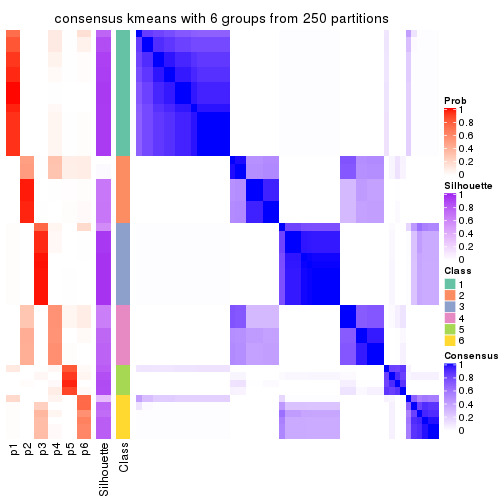 consensus kmeans with 6 groups from 250 partitions
Prob
1
0.8
0.6
0.4
0.2
0
Silhouette
1
0.8
0.6
0.4
0.2
0
Class
1
2
3
4
5
6
Consensus
1
0.8
0.6
0.4
0.2
0
p1
p2
p3
p4
p5
p6
Silhouette
Class